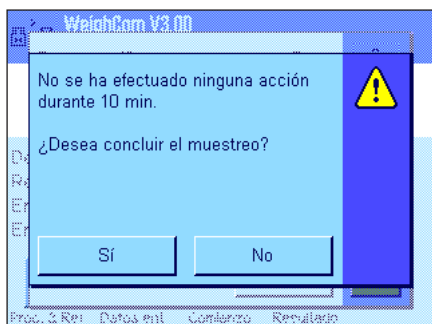 WeighCom V3.00
No se ha efectuado ninguna acción
durante 10 min.
¿Desea concluir el muestreo?
Sí
No
Proc. & Rei
Datos ent.
Comienzo
Resultado